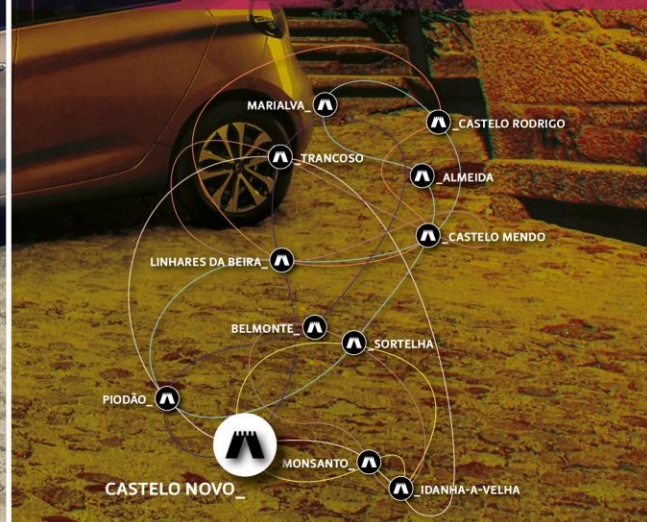 MARIALVA_
_CASTELO RODRIGO
_TRANCOSO
_ALMEIDA
_CASTELO MENDO
LINHARES DA BEIRA_
BELMONTE_
_SORTELHA
PIODÃO_
MONSANTO_
CASTELO NOVO_
_IDANHA-A-VELHA